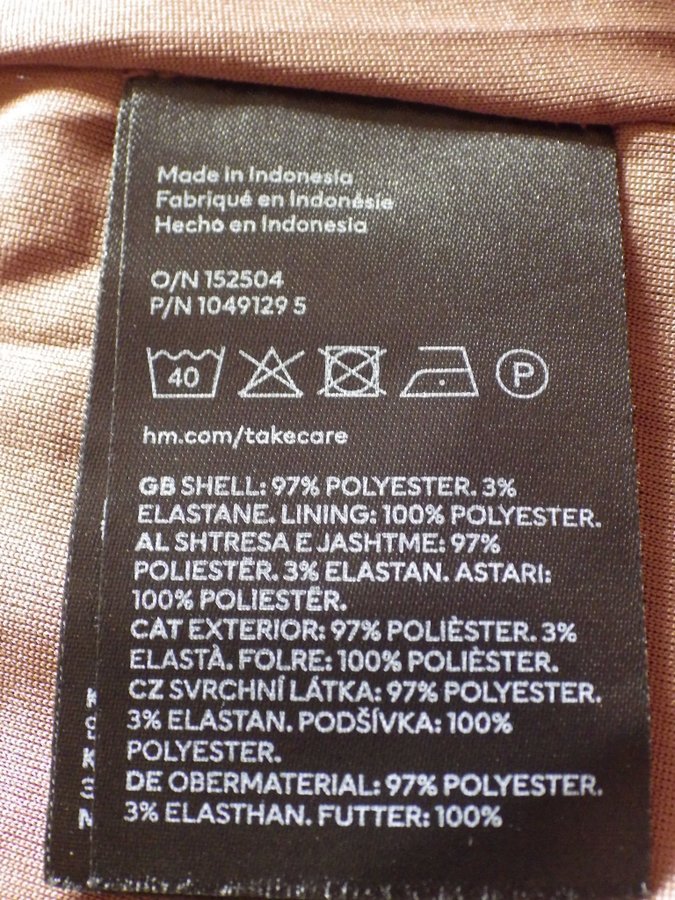 Made in Indonesia
Fabriqué en Indonésie
Hecho en Indonesia
O/N 152504
P/N 1049129 5
40 P
hm.com/takecare
GB SHELL: 97% POLYESTER. 3%
ELASTANE. LINING: 100% POLYESTER.
AL SHTRESA E JASHTME: 97%
POLIESTËR. 3% ELASTAN. ASTARI:
100% POLIESTËR.
CAT EXTERIOR: 97% POLIÈSTER. 3%
ELASTÀ. FOLRE: 100% POLIÈSTER.
CZ SVRCHNÍ LÁTKA: 97% POLYESTER.
3% ELASTAN. PODŠÍVKA: 100%
POLYESTER.
DE OBERMATERIAL: 97% POLYESTER.
3% ELASTHAN. FUTTER: 100%